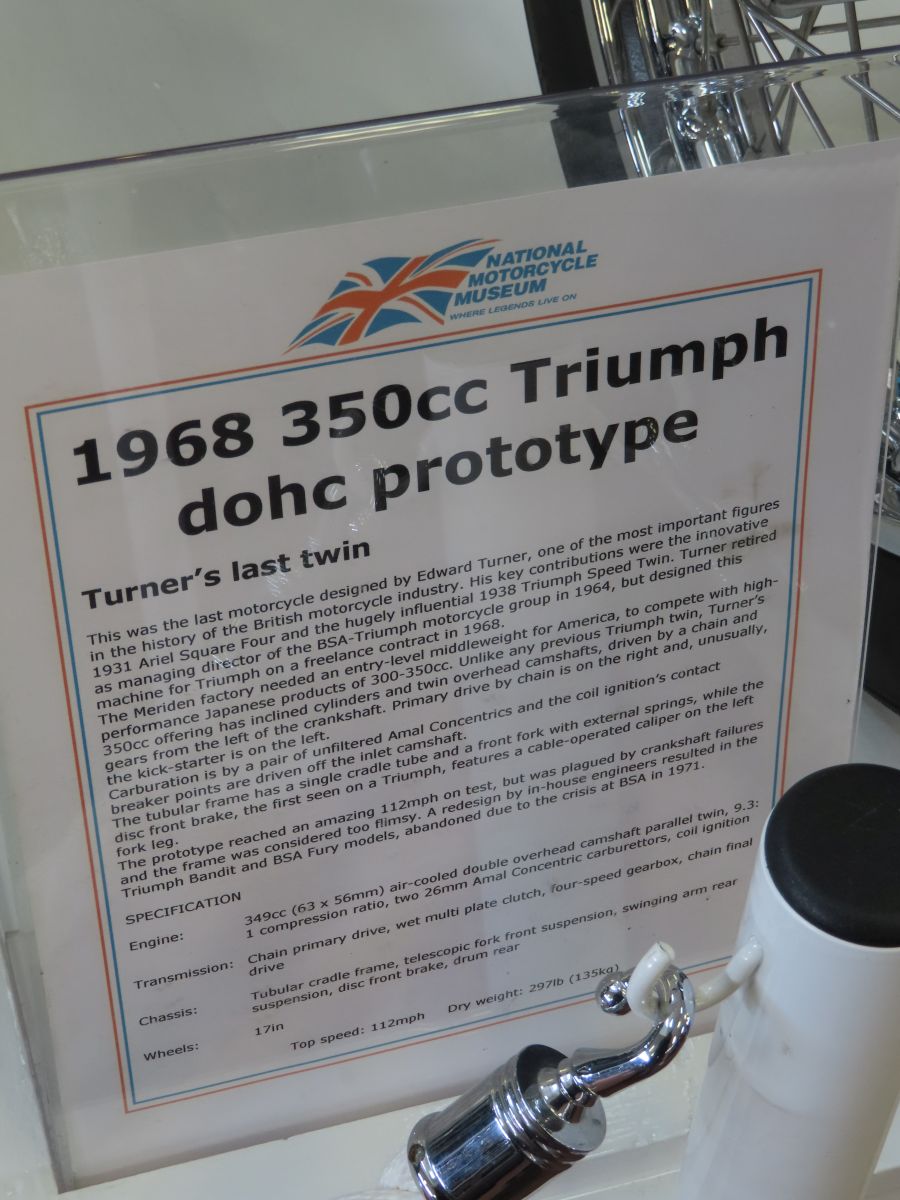 NATIONAL
MOTORCYCLE
MUSEUM
WHERE LEGENDS LIVE ON
1968 350cc Triumph
dohc prototype
Turner's last twin
This was the last motorcycle designed by Edward Turner, one of the most important figures
in the history of the British motorcycle industry. His key contributions were the innovative
1931 Ariel Square Four and the hugely influential 1938 Triumph Speed Twin. Turner retired
as managing director of the BSA-Triumph motorcycle group in 1964, but designed this
machine for Triumph on a freelance contract in 1968.
The Meriden factory needed an entry-level middleweight for America, to compete with high-
performance Japanese products of 300-350cc. Unlike any previous Triumph twin, Turner's
350cc offering has inclined cylinders and twin overhead camshafts, driven by a chain and
gears from the left of the crankshaft. Primary drive by chain is on the right and, unusually,
the kick-starter is on the left.
Carburation is by a pair of unfiltered Amal Concentrics and the coil ignition's contact
breaker points are driven off the inlet camshaft.
The tubular frame has a single cradle tube and a front fork with external springs, while the
disc front brake, the first seen on a Triumph, features a cable-operated caliper on the left
fork leg.
The prototype reached an amazing 112mph on test, but was plagued by crankshaft failures
and the frame was considered too flimsy. A redesign by in-house engineers resulted in the
Triumph Bandit and BSA Fury models, abandoned due to the crisis at BSA in 1971.
SPECIFICATION
Engine: 349cc (63 x 56mm) air-cooled double overhead camshaft parallel twin, 9.3:
1 compression ratio, two 26mm Amal Concentric carburettors, coil ignition
Transmission: Chain primary drive, wet multi plate clutch, four-speed gearbox, chain final
drive
Chassis: Tubular cradle frame, telescopic fork front suspension, swinging arm rear
suspension, disc front brake, drum rear
Wheels: 17in
Top speed: 112mph Dry weight: 297lb (135kg)